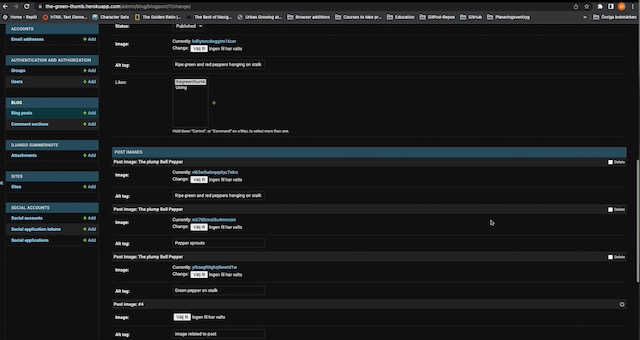 the-green-thumb.herokuapp.com/admin/blog/blogpost/7/change/
Home Replit HTML Text Eleme... Character Sets The Golden Ratio |... The Best of Navig... Urban Growing at... Browser additions Courses to take pr... Education GitPod-Repos GitHub Planeringsverktyg Övriga bokmärken
ACCOUNTS
Email addresses + Add
AUTHENTICATION AND AUTHORIZATION
Groups + Add
Users + Add
BLOG
Blog posts + Add
Comment sections + Add
DJANGO SUMMERNOTE
Attachments + Add
SITES
Sites + Add
SOCIAL ACCOUNTS
Social accounts + Add
Social application tokens + Add
Social applications + Add
Status: Published
Image: Currently:
Change: Välj fil Ingen fil har valts
Alt tag: Ripe green and red peppers hanging on stalk
Likes: thegreenthumb
Using
Hold down "Control", or "Command" on a Mac, to select more than one.
POST IMAGES
Post image: The plump Bell Pepper Delete
Image: Currently:
Change: Välj fil Ingen fil har valts
Alt tag: Ripe green and red peppers hanging on stalk
Post image: The plump Bell Pepper Delete
Image: Currently:
Change: Välj fil Ingen fil har valts
Alt tag: Pepper sprouts
Post image: The plump Bell Pepper Delete
Image: Currently:
Change: Välj fil Ingen fil har valts
Alt tag: Green pepper on stalk
Post image: #4
Image: Välj fil Ingen fil har valts
Alt tag: Image related to post